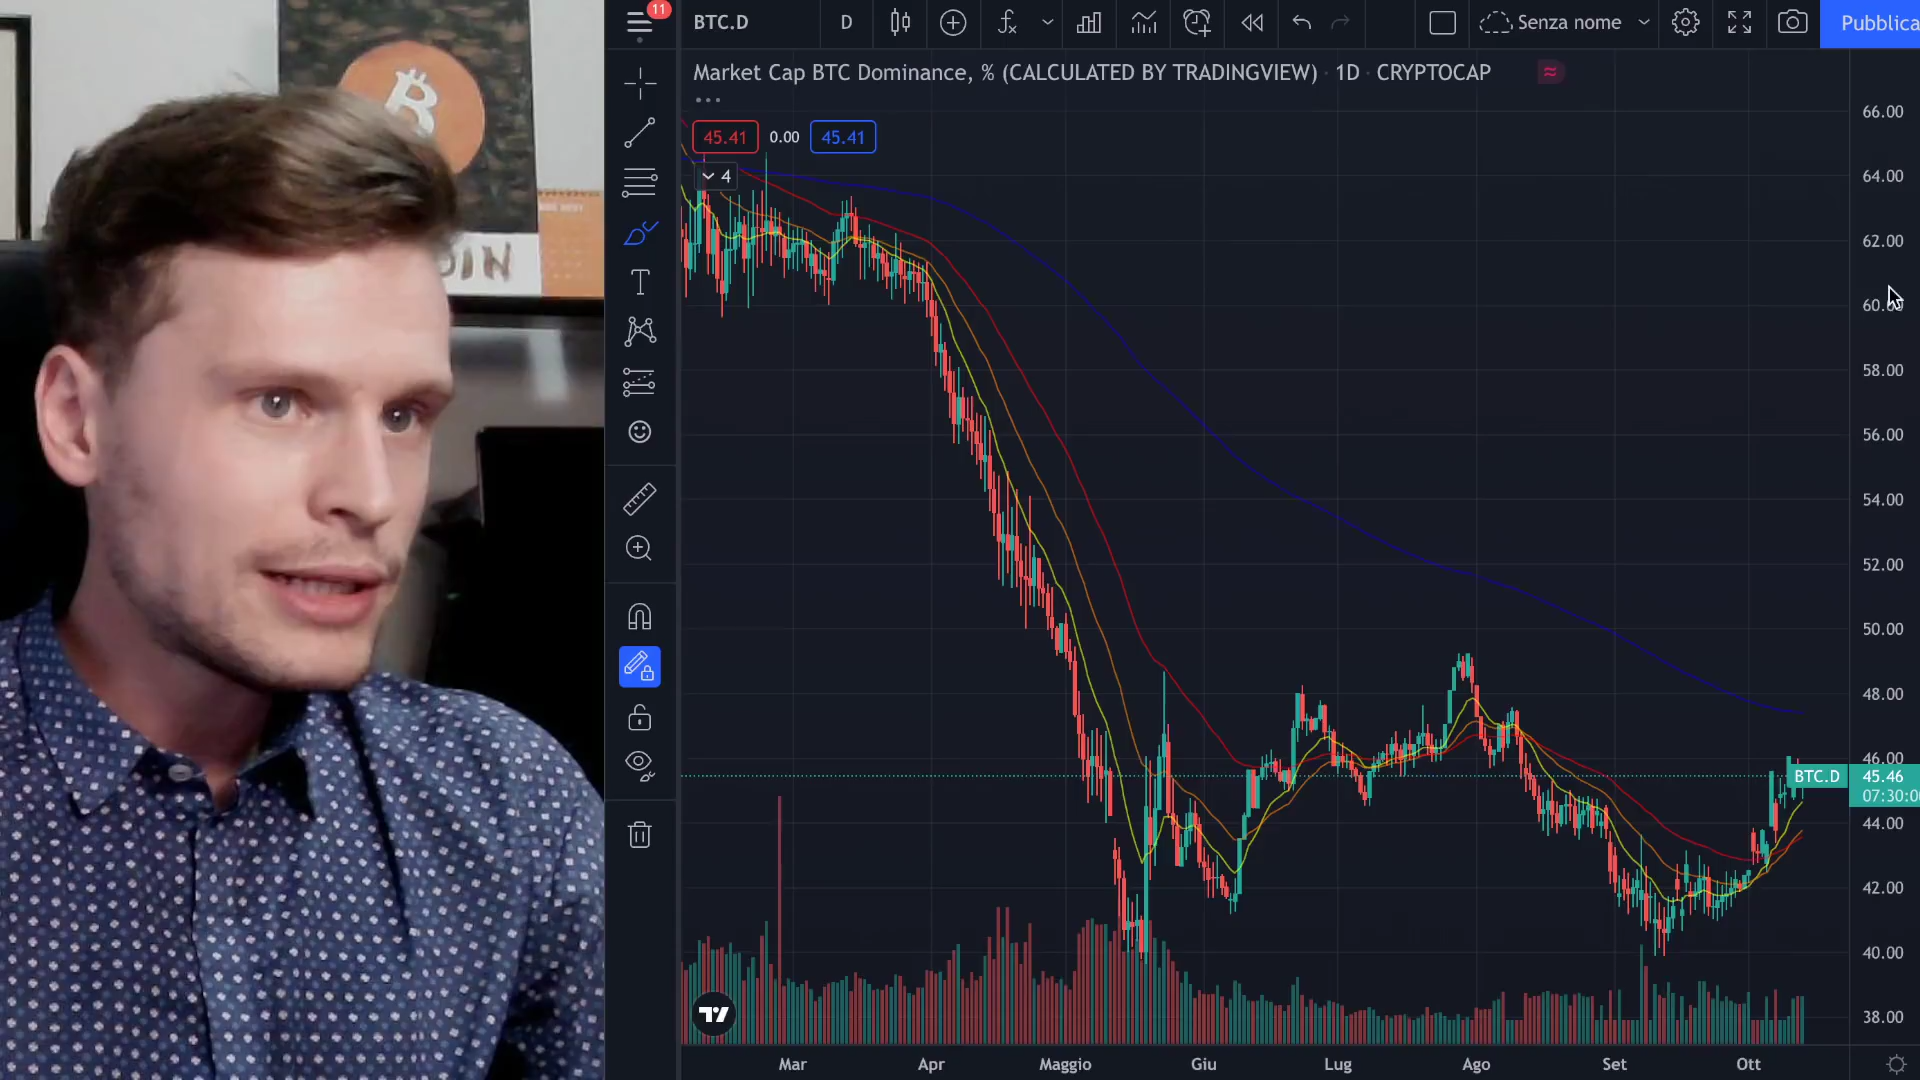 11
BTC.D
D
Senza nome
Pubblica
Market Cap BTC Dominance, % (CALCULATED BY TRADINGVIEW) · 1D · CRYPTOCAP
45.41 0.00 45.41
4
66.00
64.00
62.00
60.00
58.00
56.00
54.00
52.00
50.00
48.00
46.00
BTC.D 45.46
07:30:0
44.00
42.00
40.00
38.00
Mar Apr Maggio Giu Lug Ago Set Ott
OIN